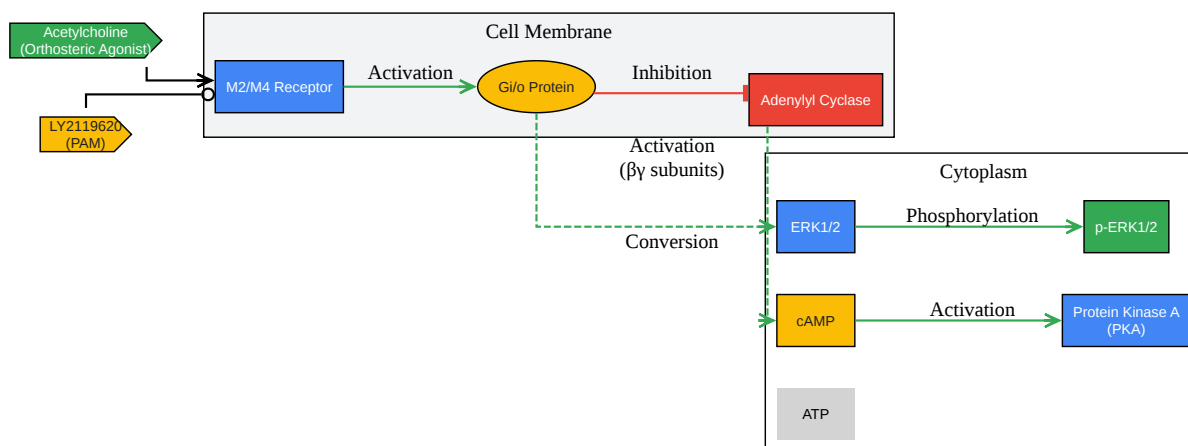 Acetylcholine
(Orthosteric Agonist)
LY2119620
(PAM)
Cell Membrane
M2/M4 Receptor
Activation
Gi/o Protein
Inhibition
Adenylyl Cyclase
Activation
(βγ subunits)
Conversion
Cytoplasm
ERK1/2
Phosphorylation
p-ERK1/2
cAMP
Activation
Protein Kinase A
(PKA)
ATP